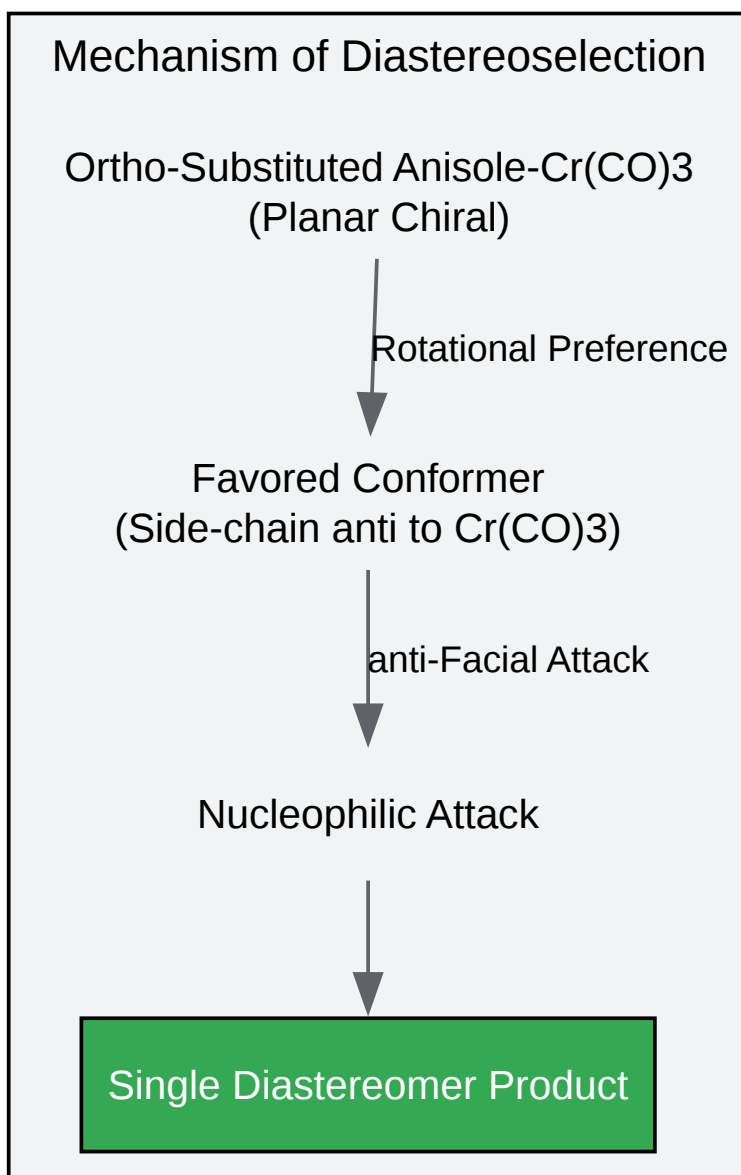 Mechanism of Diastereoselection
Ortho-Substituted Anisole-Cr(CO)3
(Planar Chiral)
Rotational Preference
Favored Conformer
(Side-chain anti to Cr(CO)3)
anti-Facial Attack
Nucleophilic Attack
Single Diastereomer Product